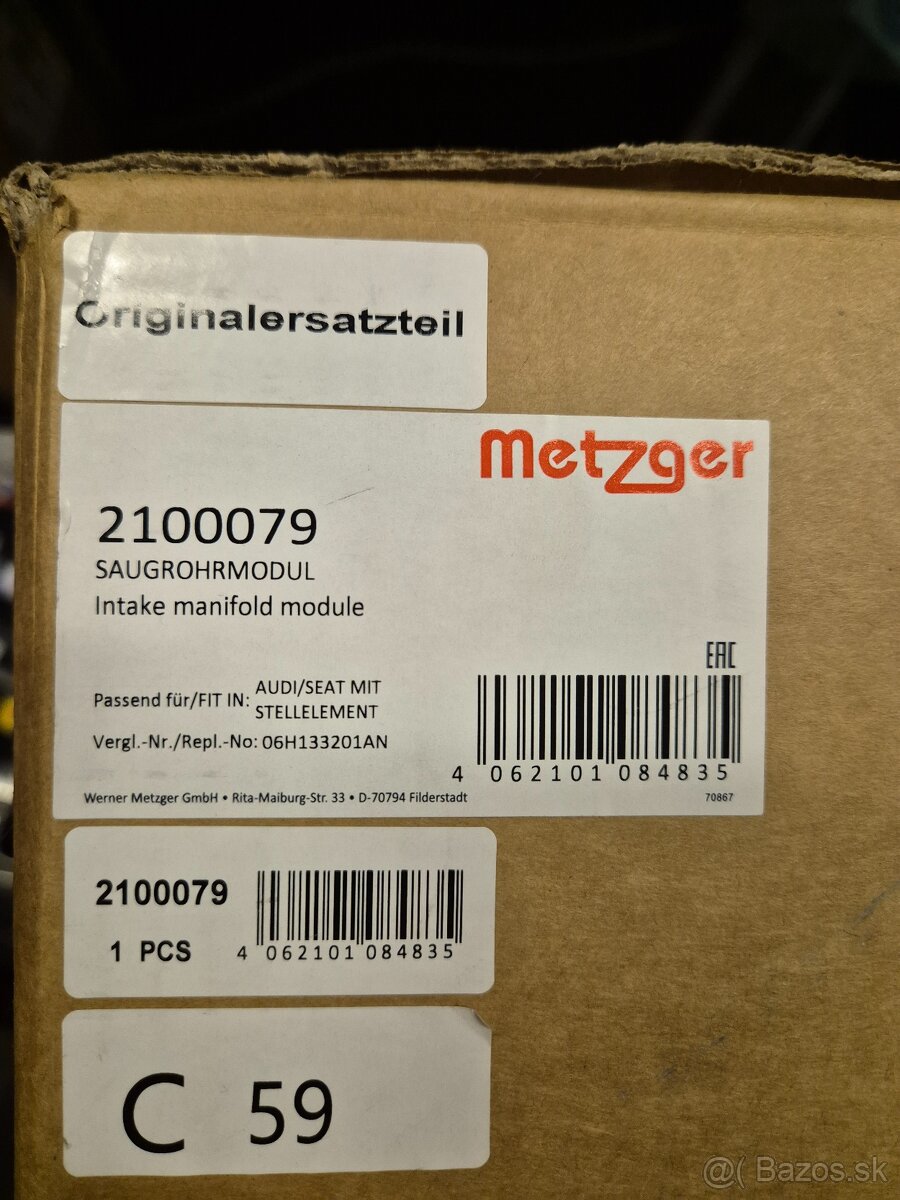 Originalersatzteil
Metzger
2100079
SAUGROHRMODUL
Intake manifold module
EAC
Passend für/FIT IN: AUDI/SEAT MIT
STELLELEMENT
Vergl.-Nr./Repl.-No: 06H133201AN
4 062101 084835
Werner Metzger GmbH • Rita-Maiburg-Str. 33 • D-70794 Filderstadt
70867
2100079
1 PCS
4 062101 084835
C 59
@( Bazos.sk